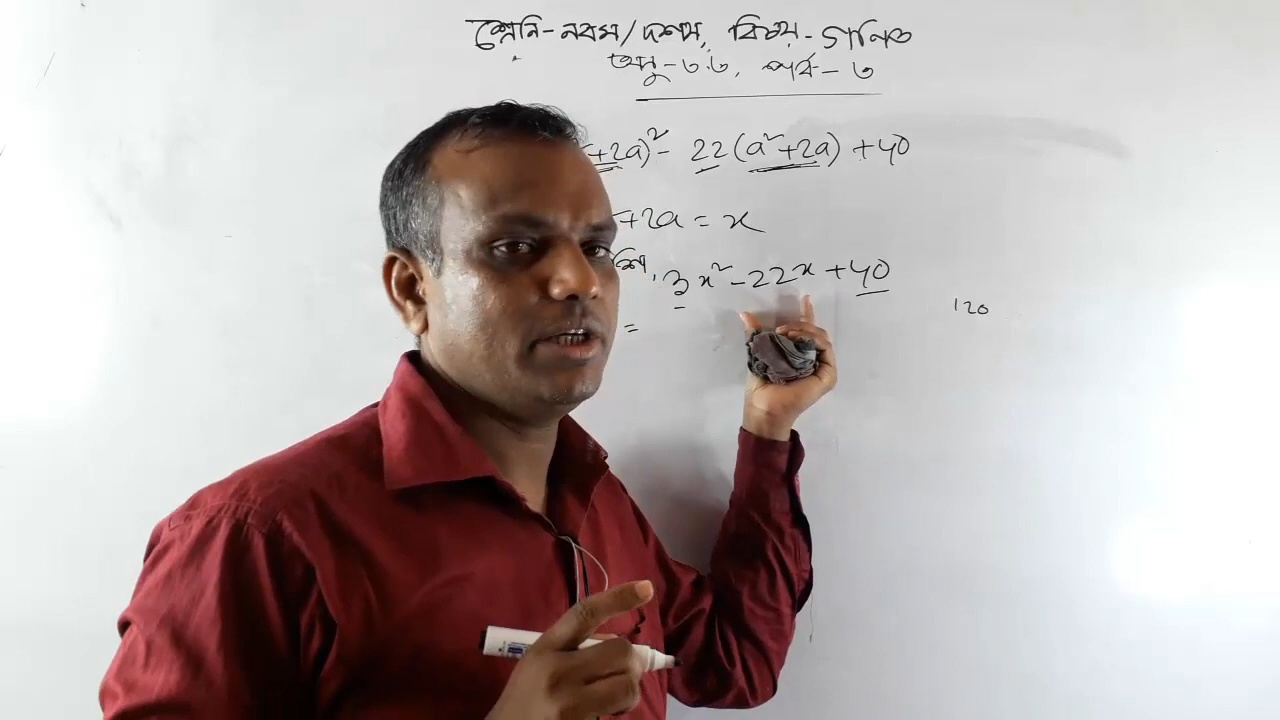 শ্রেনি-নবম/দশম, বিষয়-গণিত
অনু-৩.৩, পর্ব-৩
+2a)² - 22(a²+2a) +40
+2a = x
3x² -22x +40
=
120